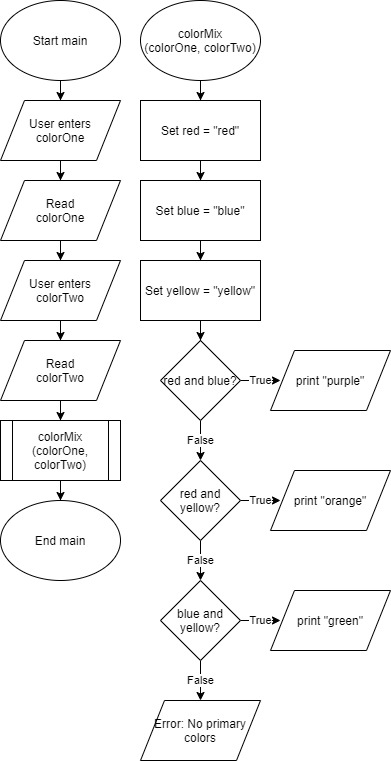 Start main
User enters
colorOne
Read
colorOne
User enters
colorTwo
Read
colorTwo
colorMix
(colorOne,
colorTwo)
End main
colorMix
(colorOne, colorTwo)
Set red = "red"
Set blue = "blue"
Set yellow = "yellow"
red and blue?
True
print "purple"
False
red and
yellow?
True
print "orange"
False
blue and
yellow?
True
print "green"
False
Error: No primary
colors